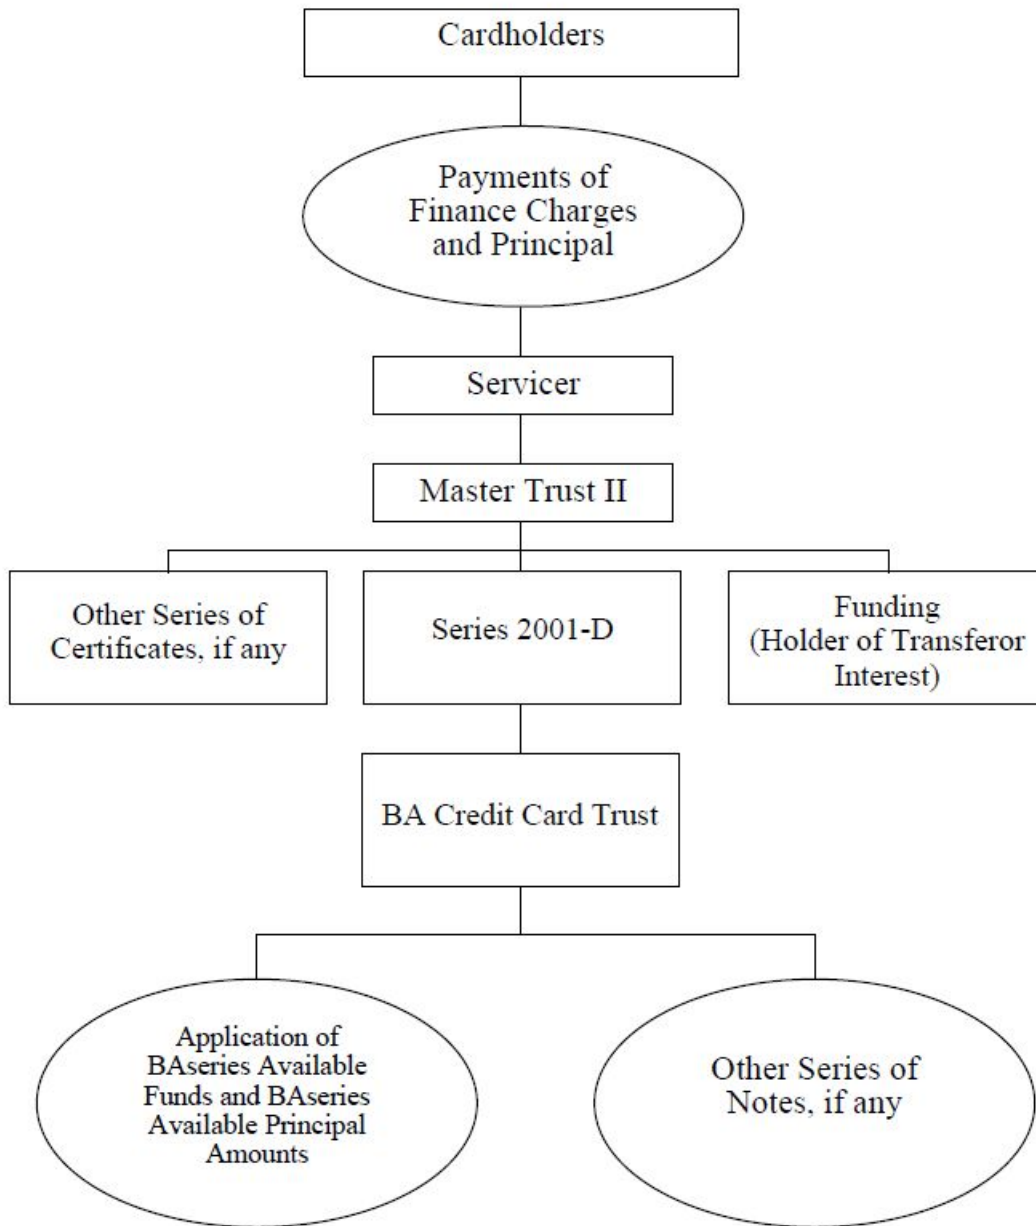 Cardholders
Payments of
Finance Charges
and Principal
Servicer
Master Trust II
Other Series of
Certificates, if any
Series 2001-D
Funding
(Holder of Transferor
Interest)
BA Credit Card Trust
Application of
BAseries Available
Funds and BAseries
Available Principal
Amounts
Other Series of
Notes, if any